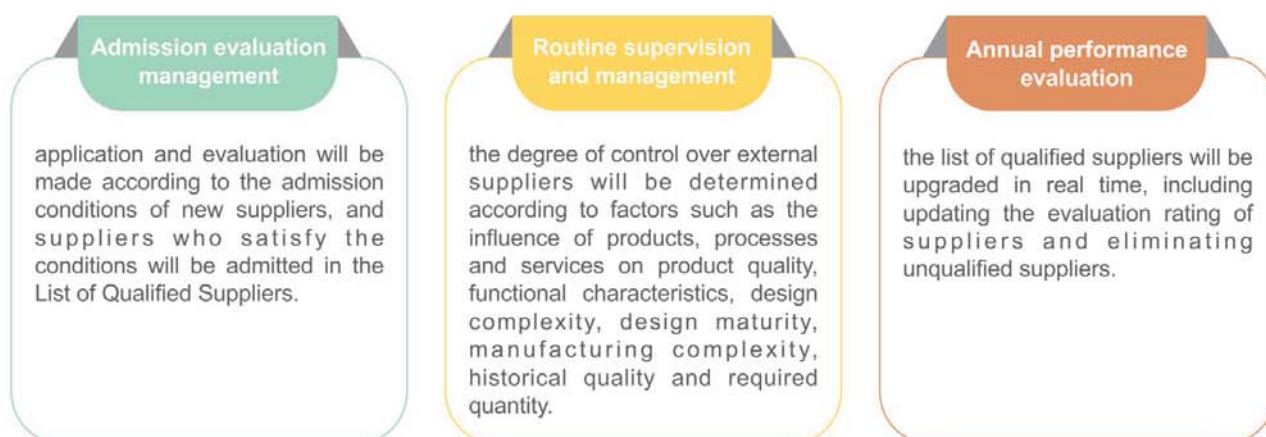 Admission evaluation
management
application and evaluation will be
made according to the admission
conditions of new suppliers, and
suppliers who satisfy the
conditions will be admitted in the
List of Qualified Suppliers.
Routine supervision
and management
the degree of control over external
suppliers will be determined
according to factors such as the
influence of products, processes
and services on product quality,
functional characteristics, design
complexity, design maturity,
manufacturing complexity,
historical quality and required
quantity.
Annual performance
evaluation
the list of qualified suppliers will be
upgraded in real time, including
updating the evaluation rating of
suppliers and eliminating
unqualified suppliers.